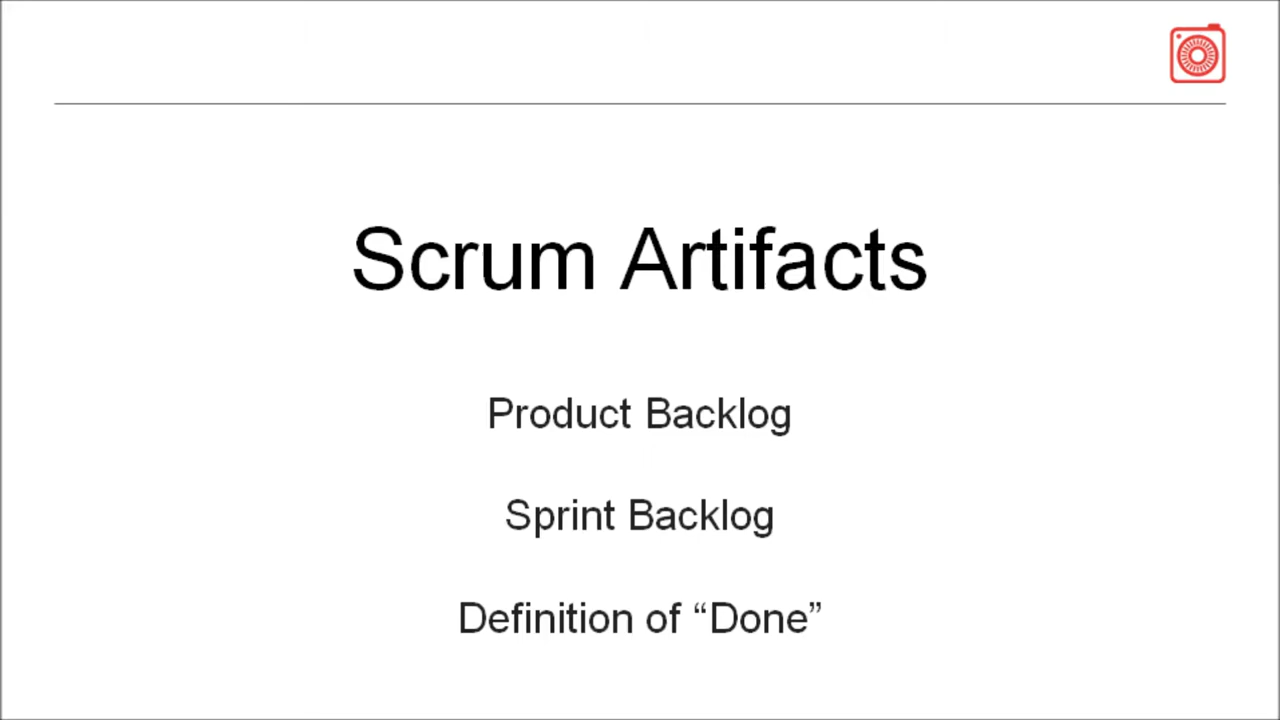 Scrum Artifacts
Product Backlog
Sprint Backlog
Definition of “Done”